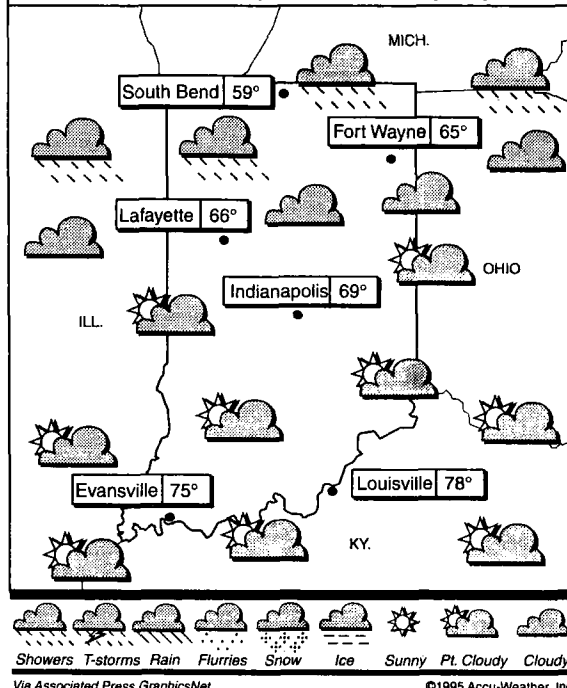 MICH.
South Bend 59°
Fort Wayne 65°
Lafayette 66°
OHIO
Indianapolis 69°
ILL.
Evansville 75°
Louisville 78°
KY.
Showers T-storms Rain Flurries Snow Ice Sunny Pt. Cloudy Cloudy
Via Associated Press GraphicsNet
©1995 Accu-Weather, Inc